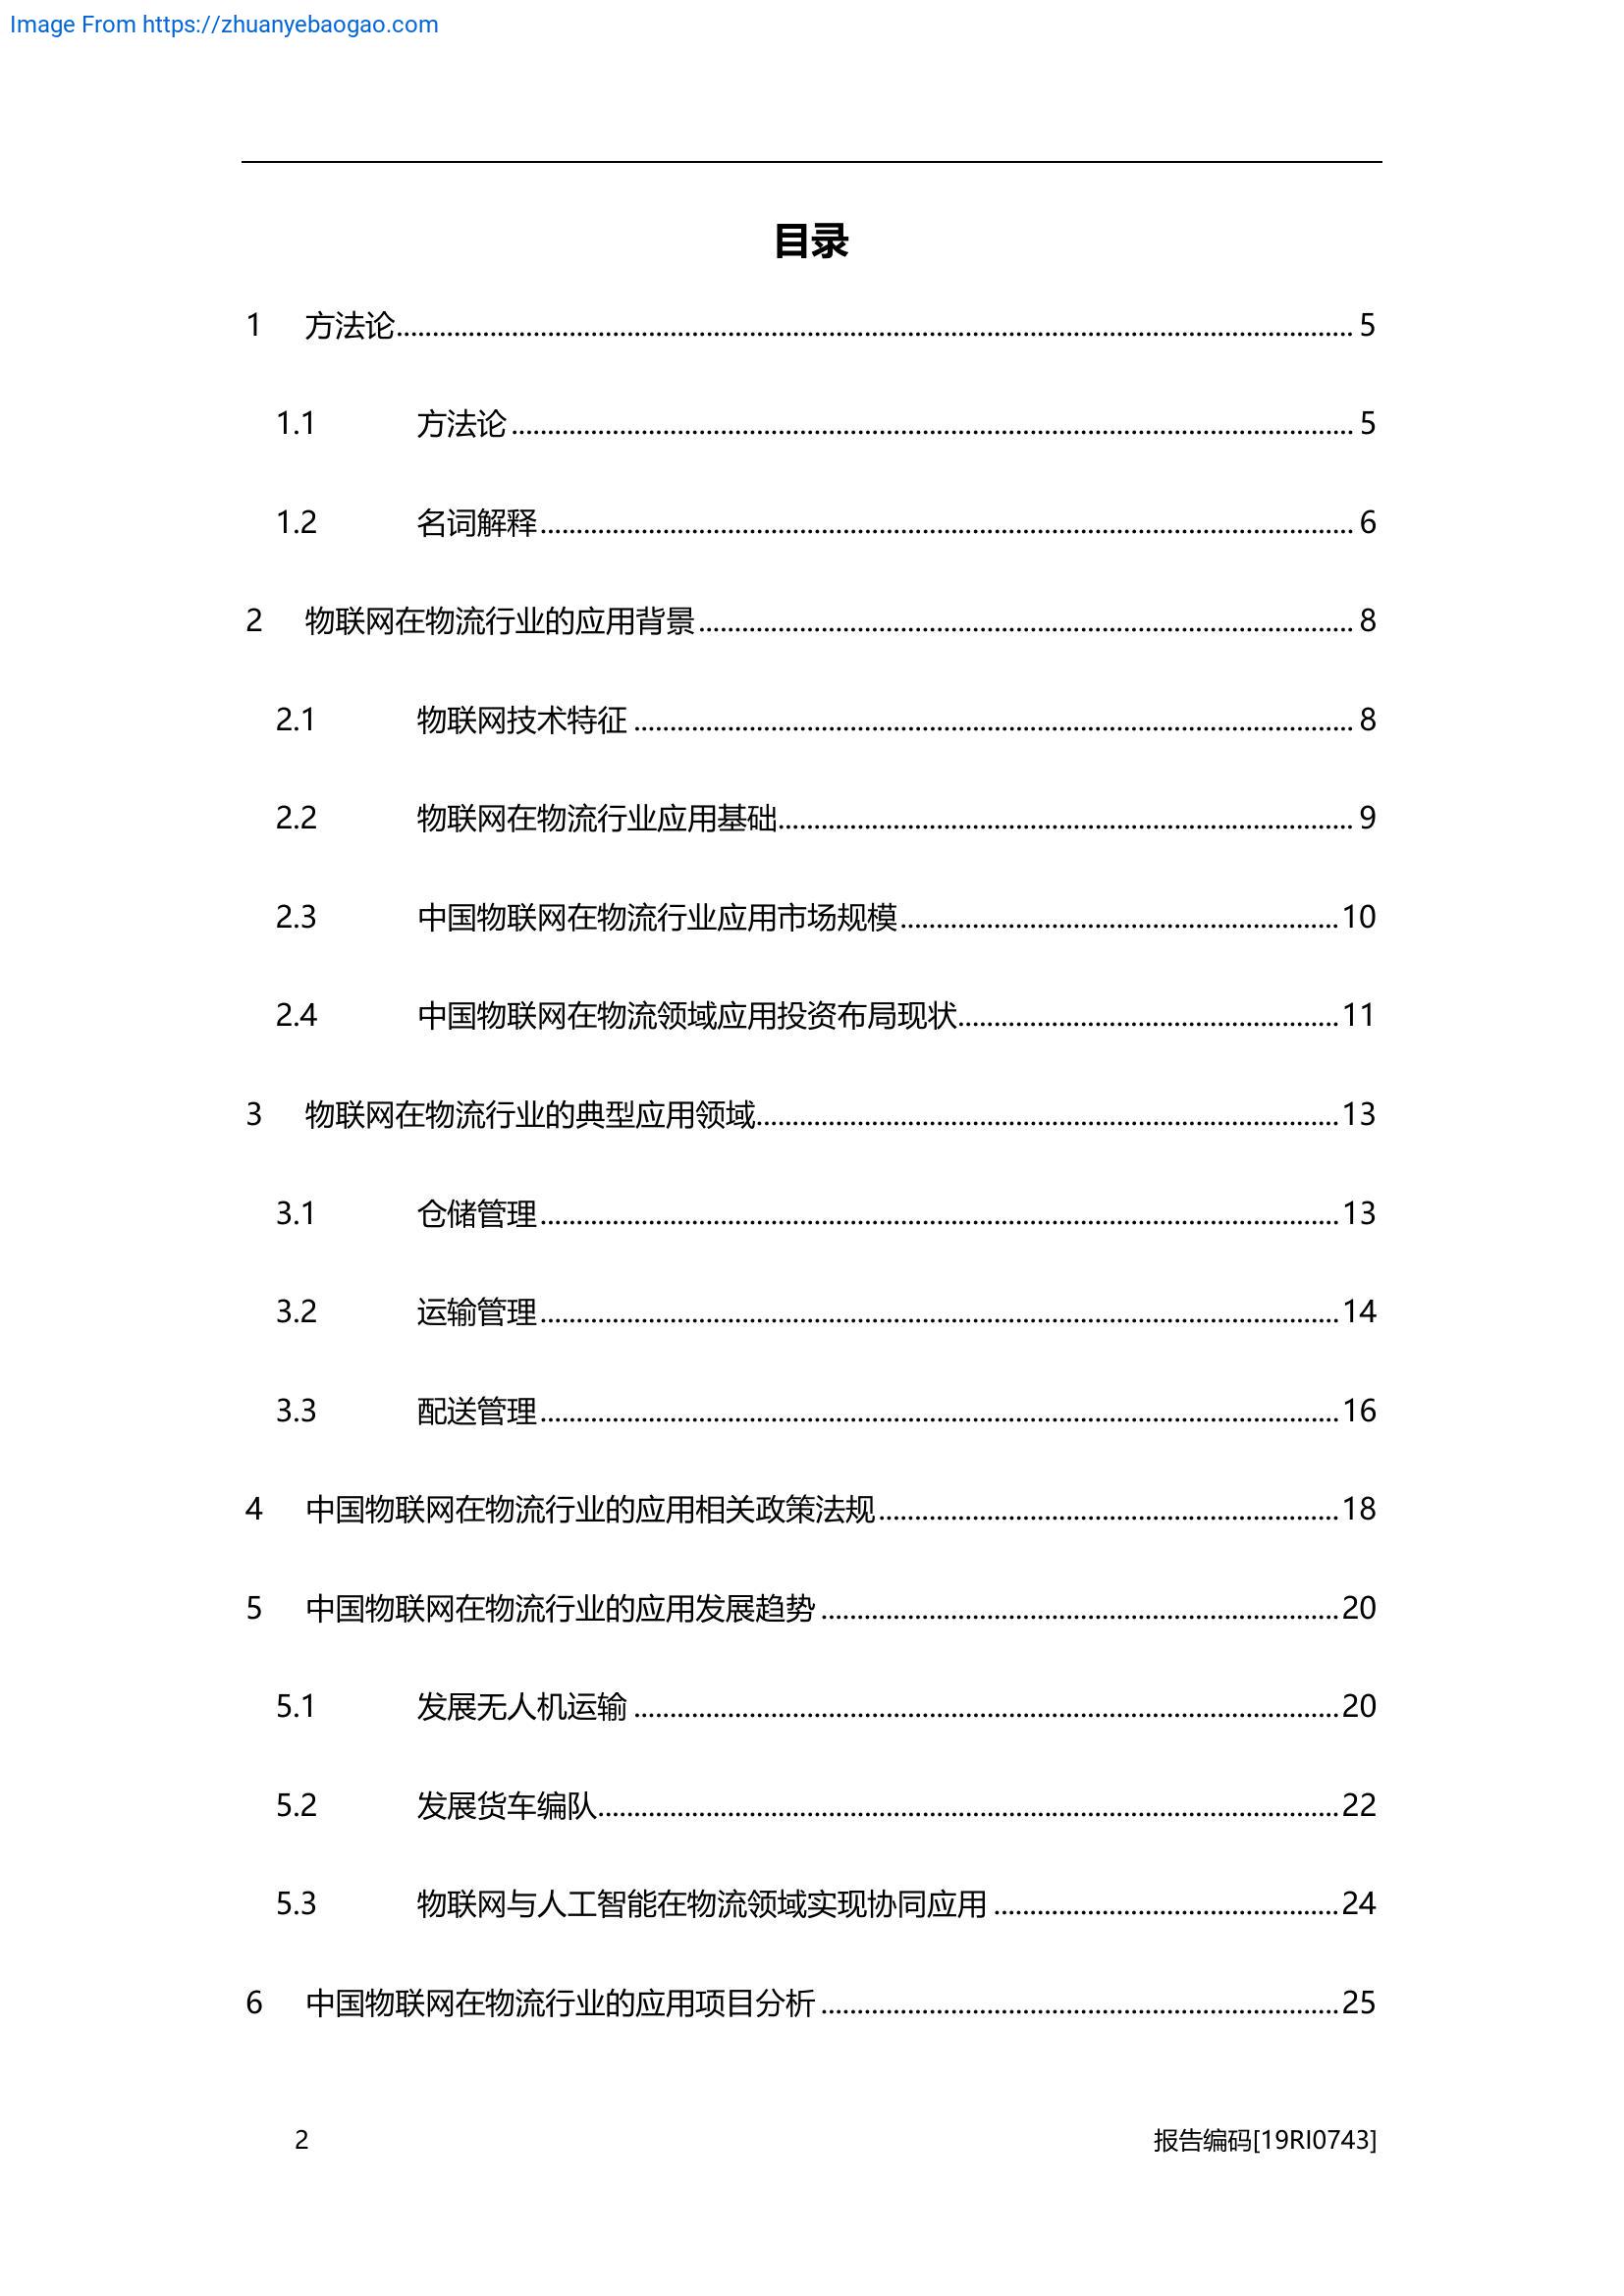 Image From https://zhuanyebaogao.com
目录
1 方法论 5
1.1 方法论 5
1.2 名词解释 6
2 物联网在物流行业的应用背景 8
2.1 物联网技术特征 8
2.2 物联网在物流行业应用基础 9
2.3 中国物联网在物流行业应用市场规模 10
2.4 中国物联网在物流领域应用投资布局现状 11
3 物联网在物流行业的典型应用领域 13
3.1 仓储管理 13
3.2 运输管理 14
3.3 配送管理 16
4 中国物联网在物流行业的应用相关政策法规 18
5 中国物联网在物流行业的应用发展趋势 20
5.1 发展无人机运输 20
5.2 发展货车编队 22
5.3 物联网与人工智能在物流领域实现协同应用 24
6 中国物联网在物流行业的应用项目分析 25
2 报告编码[19RI0743]